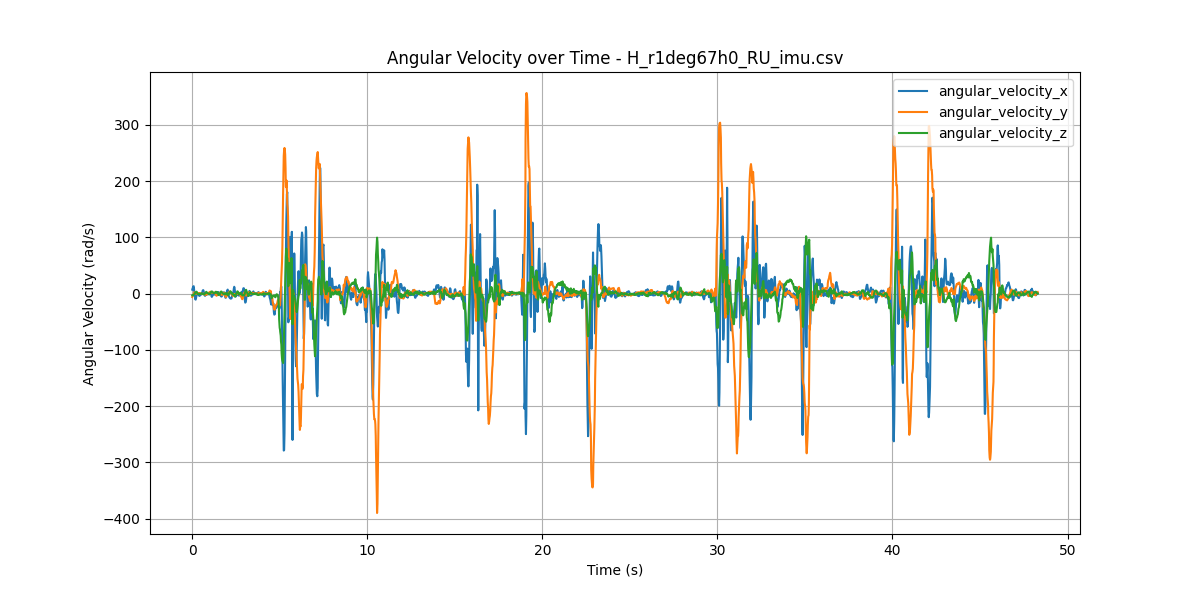 Angular Velocity over Time - H_r1deg67h0_RU_imu.csv
angular_velocity_x
angular_velocity_y
angular_velocity_z
Angular Velocity (rad/s)
300
200
100
0
−100
−200
−300
−400
0 10 20 30 40 50
Time (s)